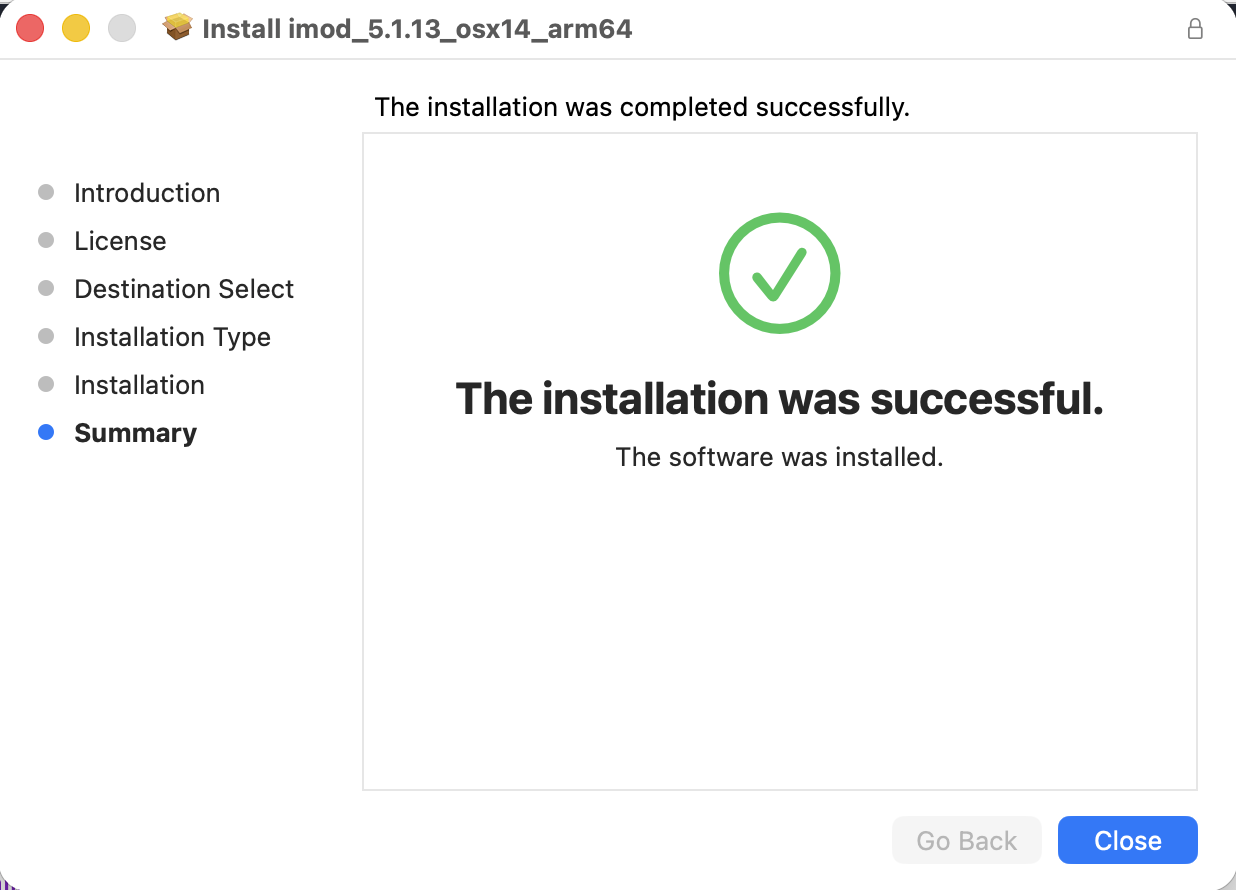 Install imod_5.1.13_osx14_arm64
The installation was completed successfully.
Introduction
License
Destination Select
Installation Type
Installation
Summary
The installation was successful.
The software was installed.
Go Back
Close